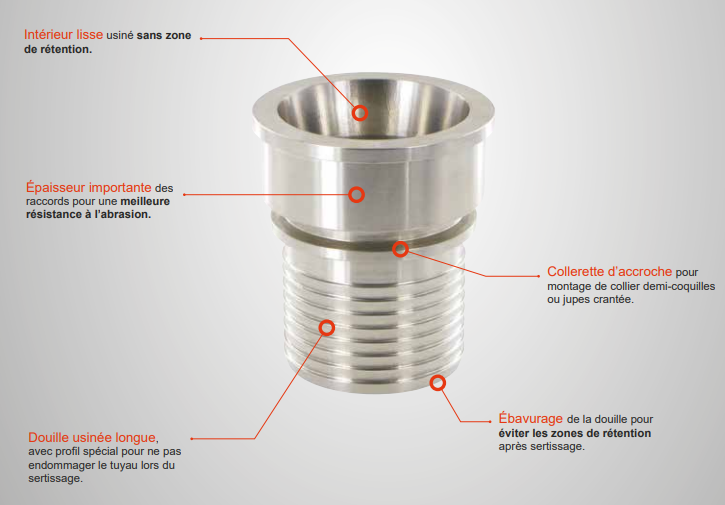 Intérieur lisse usiné sans zone
de rétention.
Épaisseur importante des
raccords pour une meilleure
résistance à l'abrasion.
Collerette d'accroche pour
montage de collier demi-coquilles
ou jupes crantée.
Douille usinée longue,
avec profil spécial pour ne pas
endommager le tuyau lors du
sertissage.
Ébavurage de la douille pour
éviter les zones de rétention
après sertissage.